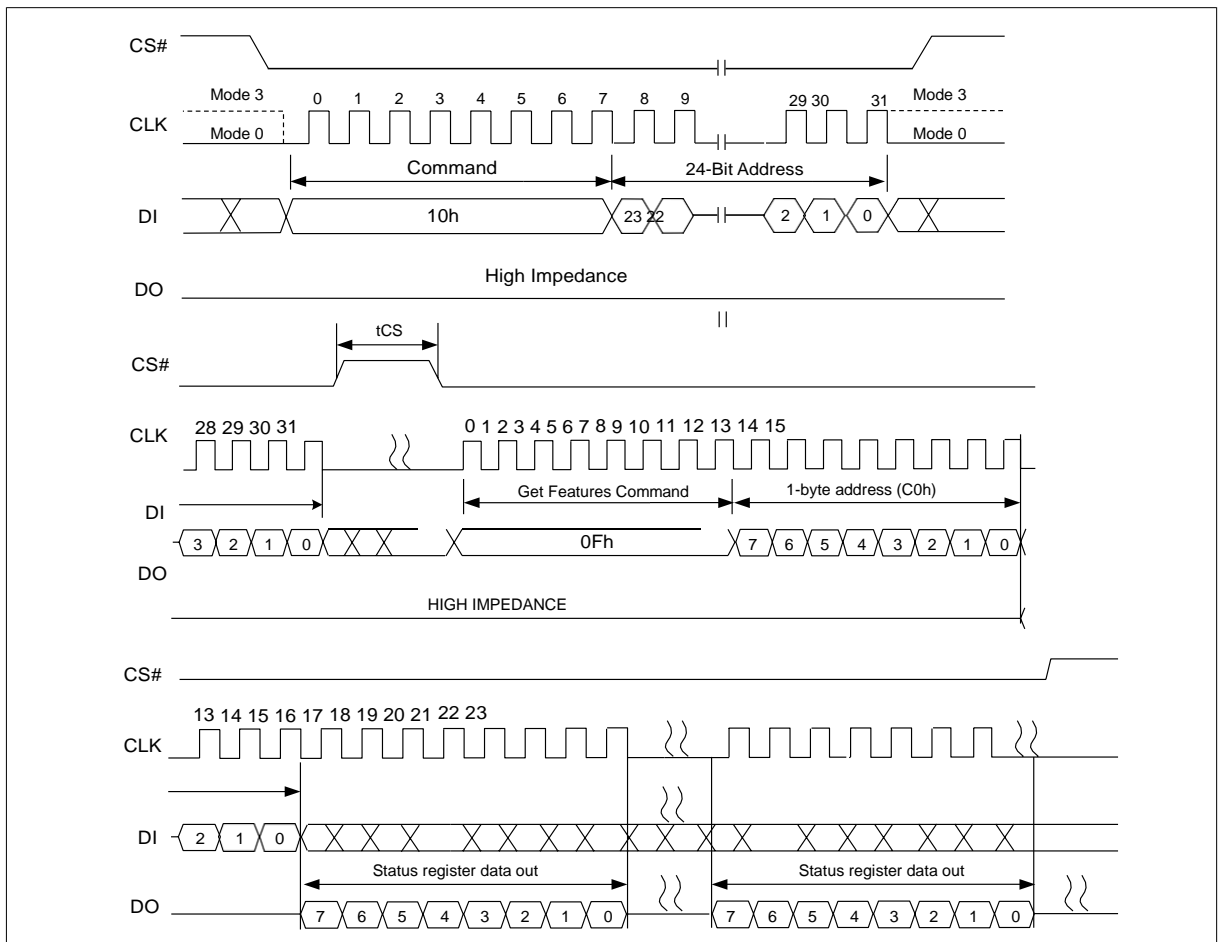 CS#
Mode 3
0 1 2 3 4 5 6 7 8 9 29 30 31
Mode 3
CLK
Mode 0
Mode 0
Command
24-Bit Address
DI
10h
23 22 2 1 0
High Impedance
DO
tCS
CS#
CLK
28 29 30 31
0 1 2 3 4 5 6 7 8 9 10 11 12 13 14 15
Get Features Command
1-byte address (C0h)
DI
3 2 1 0
0Fh
7 6 5 4 3 2 1 0
DO
HIGH IMPEDANCE
CS#
13 14 15 16 17 18 19 20 21 22 23
CLK
DI
2 1 0
Status register data out
Status register data out
DO
7 6 5 4 3 2 1 0
7 6 5 4 3 2 1 0